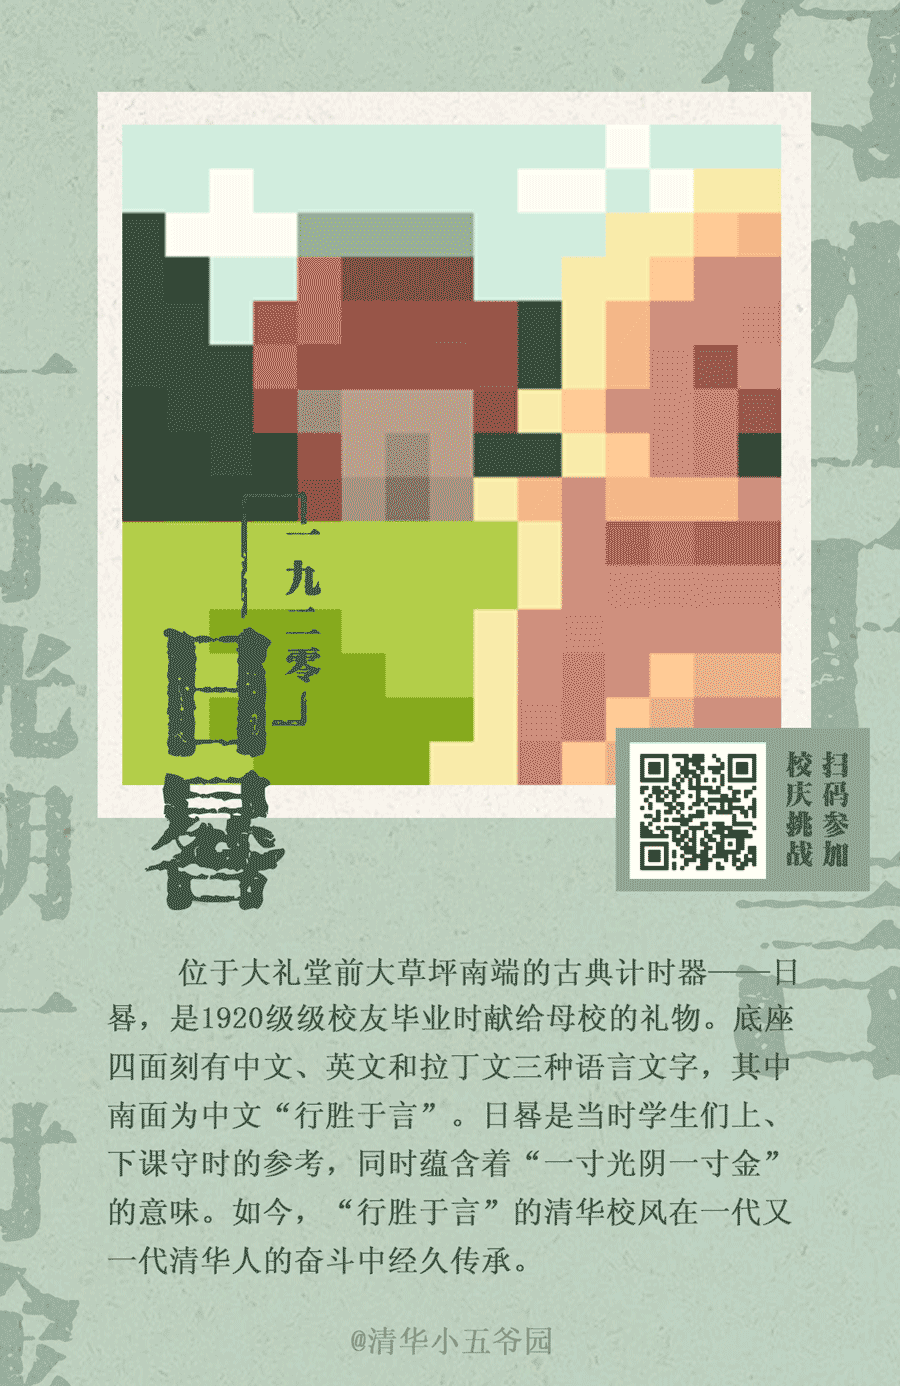 一寸光阴一寸金
「一九二零」
日晷
扫码参加
校庆挑战
位于大礼堂前大草坪南端的古典计时器——日
晷，是1920级级校友毕业时献给母校的礼物。底座
四面刻有中文、英文和拉丁文三种语言文字，其中
南面为中文“行胜于言”。日晷是当时学生们上、
下课守时的参考，同时蕴含着“一寸光阴一寸金”
的意味。如今，“行胜于言”的清华校风在一代又
一代清华人的奋斗中经久传承。
@清华小五爷园